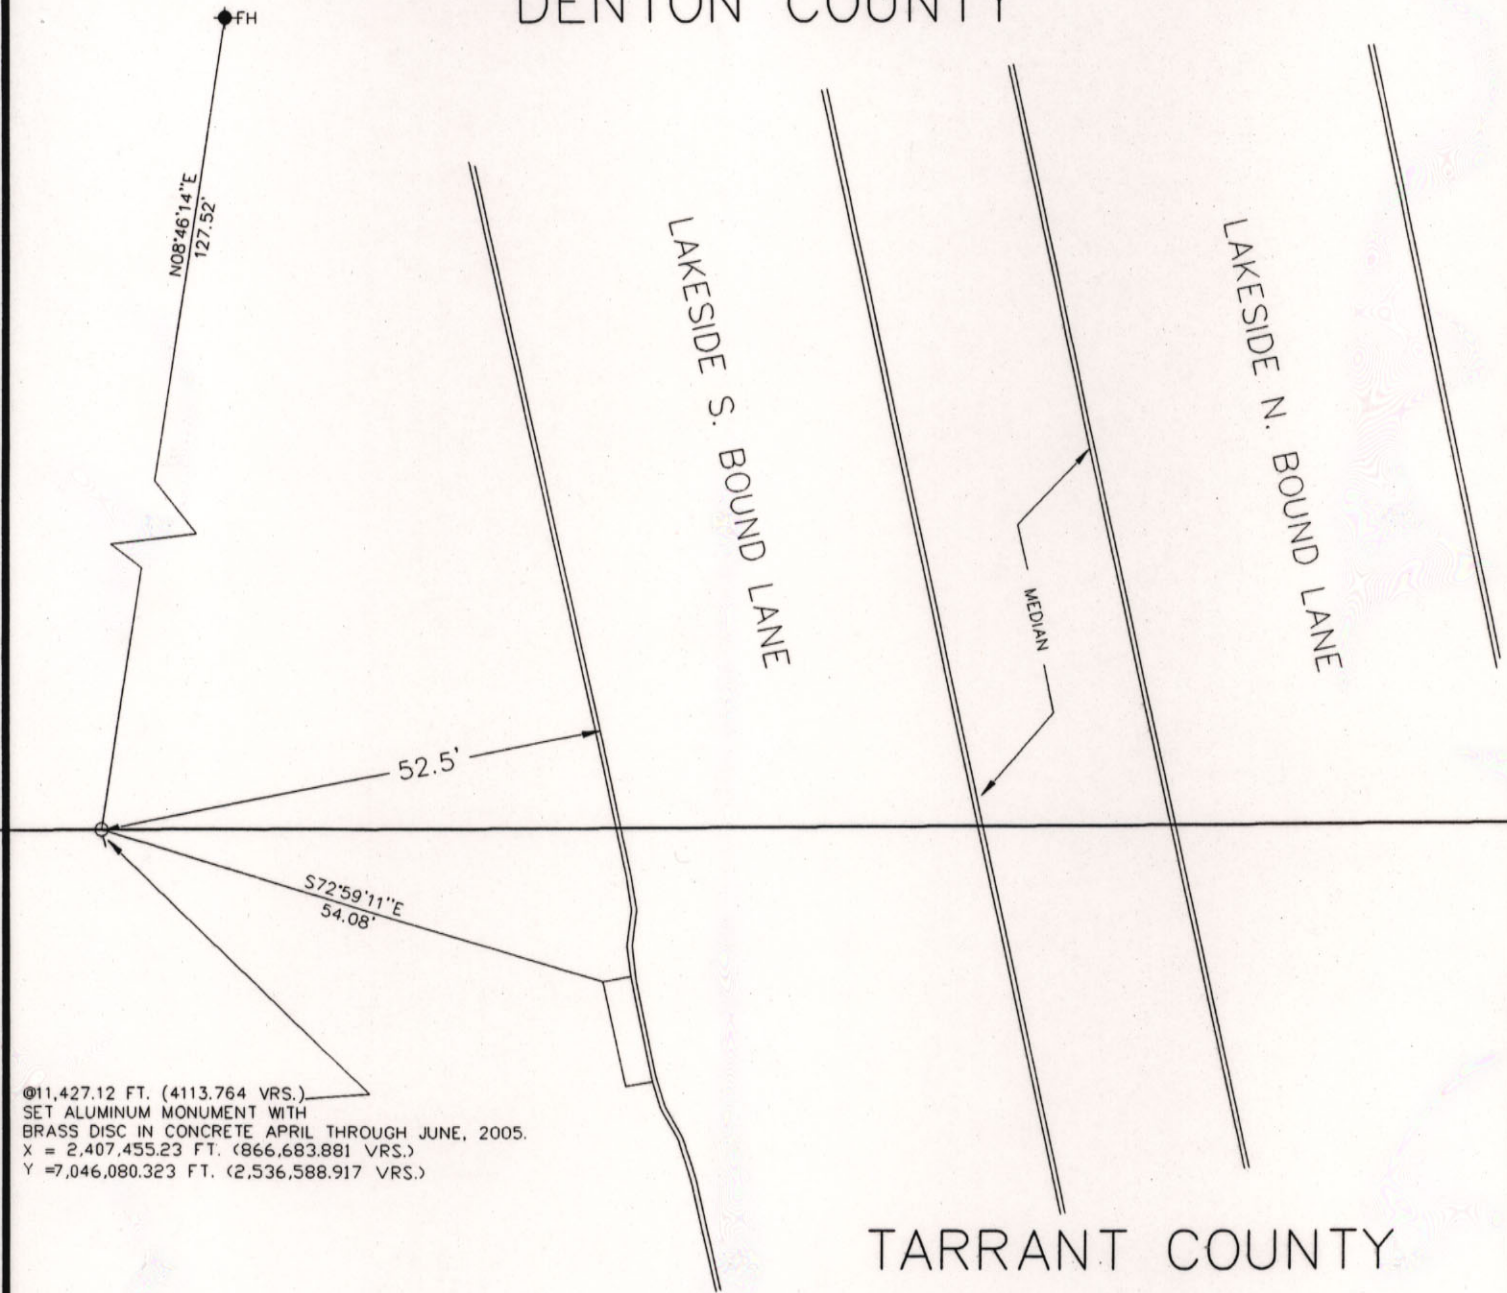 DENTON COUNTY
FH
N08°46'14"E
127.52'
LAKESIDE S. BOUND LANE
LAKESIDE N. BOUND LANE
MEDIAN
52.5'
S72°59'11"E
54.08'
@11,427.12 FT. (4113.764 VRS.)
SET ALUMINUM MONUMENT WITH
BRASS DISC IN CONCRETE APRIL THROUGH JUNE, 2005.
X = 2,407,455.23 FT. (866,683.881 VRS.)
Y =7,046,080.323 FT. (2,536,588.917 VRS.)
TARRANT COUNTY